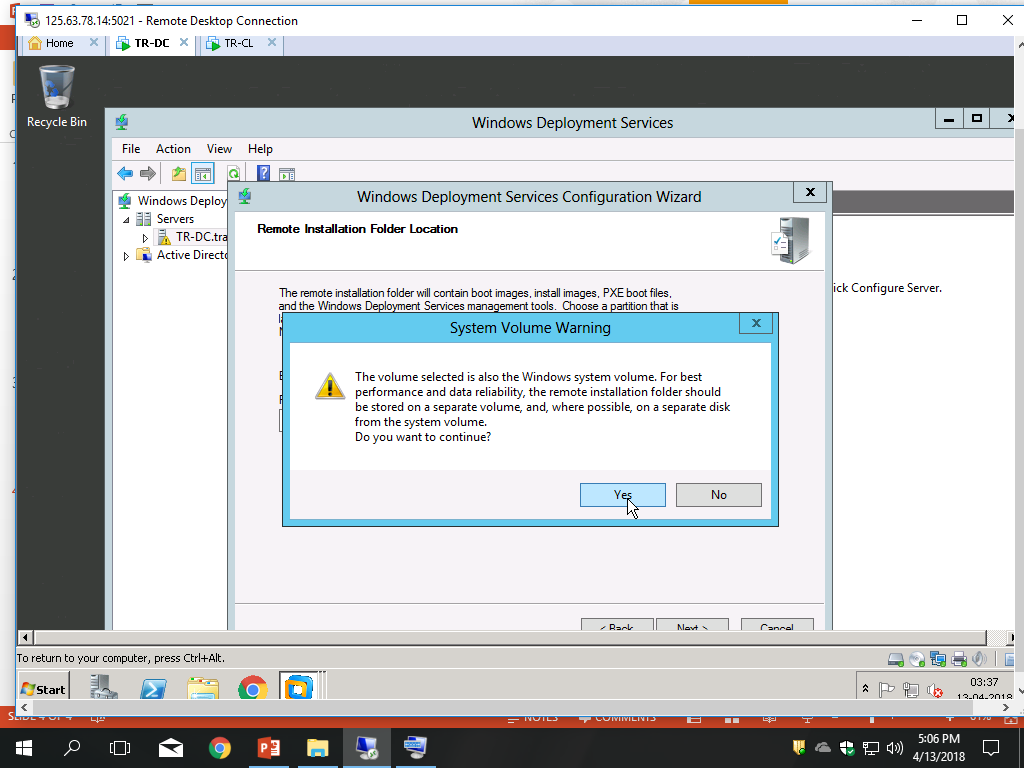 125.63.78.14:5021 - Remote Desktop Connection
Home
TR-DC
TR-CL
Recycle Bin
Windows Deployment Services
File Action View Help
Windows Deploy
Servers
TR-DC.tra
Active Directo
Windows Deployment Services Configuration Wizard
Remote Installation Folder Location
The remote installation folder will contain boot images, install images, PXE boot files,
and the Windows Deployment Services management tools. Choose a partition that is
ick Configure Server.
System Volume Warning
The volume selected is also the Windows system volume. For best
performance and data reliability, the remote installation folder should
be stored on a separate volume, and, where possible, on a separate disk
from the system volume.
Do you want to continue?
Yes
No
< Back
Next >
Cancel
To return to your computer, press Ctrl+Alt.
Start
03:37
13-04-2018
SLIDE 4 OF 4
NOTES
COMMENTS
81%
5:06 PM
4/13/2018